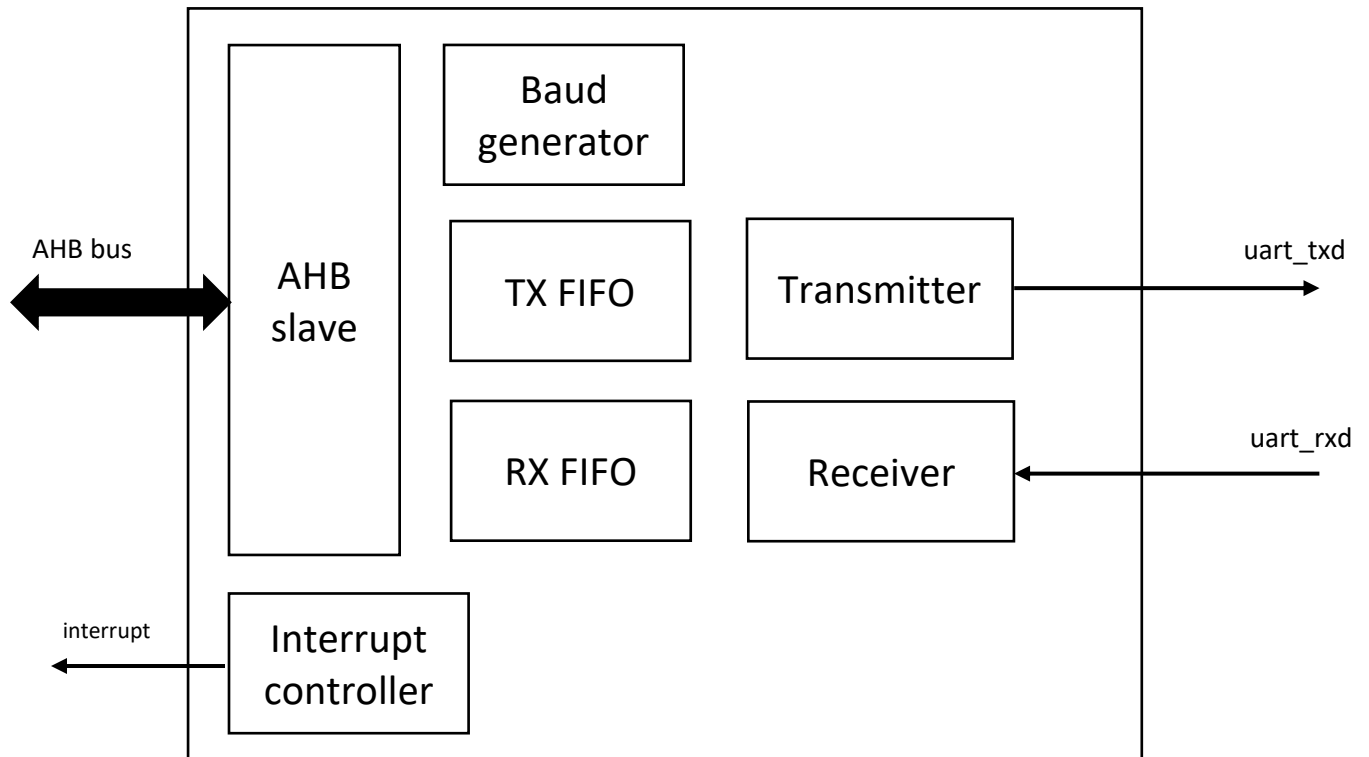 Baud
generator
AHB bus
AHB
slave
TX FIFO
Transmitter
uart_txd
RX FIFO
Receiver
uart_rxd
interrupt
Interrupt
controller